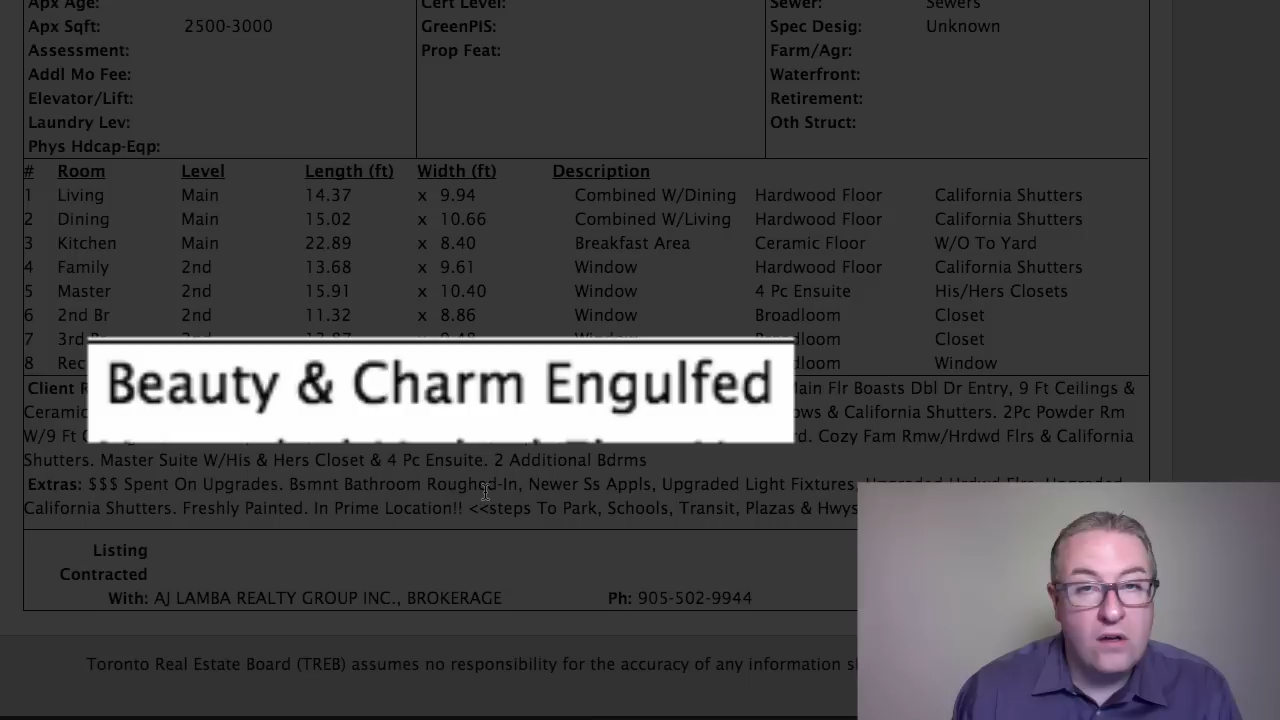 Apx Age: Cert Level: Sewer: Sewers
Apx Sqft: 2500-3000 GreenPIS: Spec Desig: Unknown
Assessment: Prop Feat: Farm/Agr:
Addl Mo Fee: Waterfront:
Elevator/Lift: Retirement:
Laundry Lev: Oth Struct:
Phys Hdcap-Eqp:
# Room Level Length (ft) Width (ft) Description
1 Living Main 14.37 x 9.94 Combined W/Dining Hardwood Floor California Shutters
2 Dining Main 15.02 x 10.66 Combined W/Living Hardwood Floor California Shutters
3 Kitchen Main 22.89 x 8.40 Breakfast Area Ceramic Floor W/O To Yard
4 Family 2nd 13.68 x 9.61 Window Hardwood Floor California Shutters
5 Master 2nd 15.91 x 10.40 Window 4 Pc Ensuite His/Hers Closets
6 2nd Br 2nd 11.32 x 8.86 Window Broadloom Closet
7 3rd Br 2nd Window Closet
8 Window
Beauty & Charm Engulfed
Client Main Flr Boasts Dbl Dr Entry, 9 Ft Ceilings &
Ceramic & California Shutters. 2Pc Powder Rm
W/9 Ft Cozy Fam Rmw/Hrdwd Flrs & California
Shutters. Master Suite W/His & Hers Closet & 4 Pc Ensuite. 2 Additional Bdrms
Extras: $$$ Spent On Upgrades. Bsmnt Bathroom Roughed-In, Newer Ss Appls, Upgraded Light Fixtures, Upgraded Hrdwd Flrs, Upgraded
California Shutters. Freshly Painted. In Prime Location!! <<steps To Park, Schools, Transit, Plazas & Hwys
Listing
Contracted
With: AJ LAMBA REALTY GROUP INC., BROKERAGE Ph: 905-502-9944
Toronto Real Estate Board (TREB) assumes no responsibility for the accuracy of any information